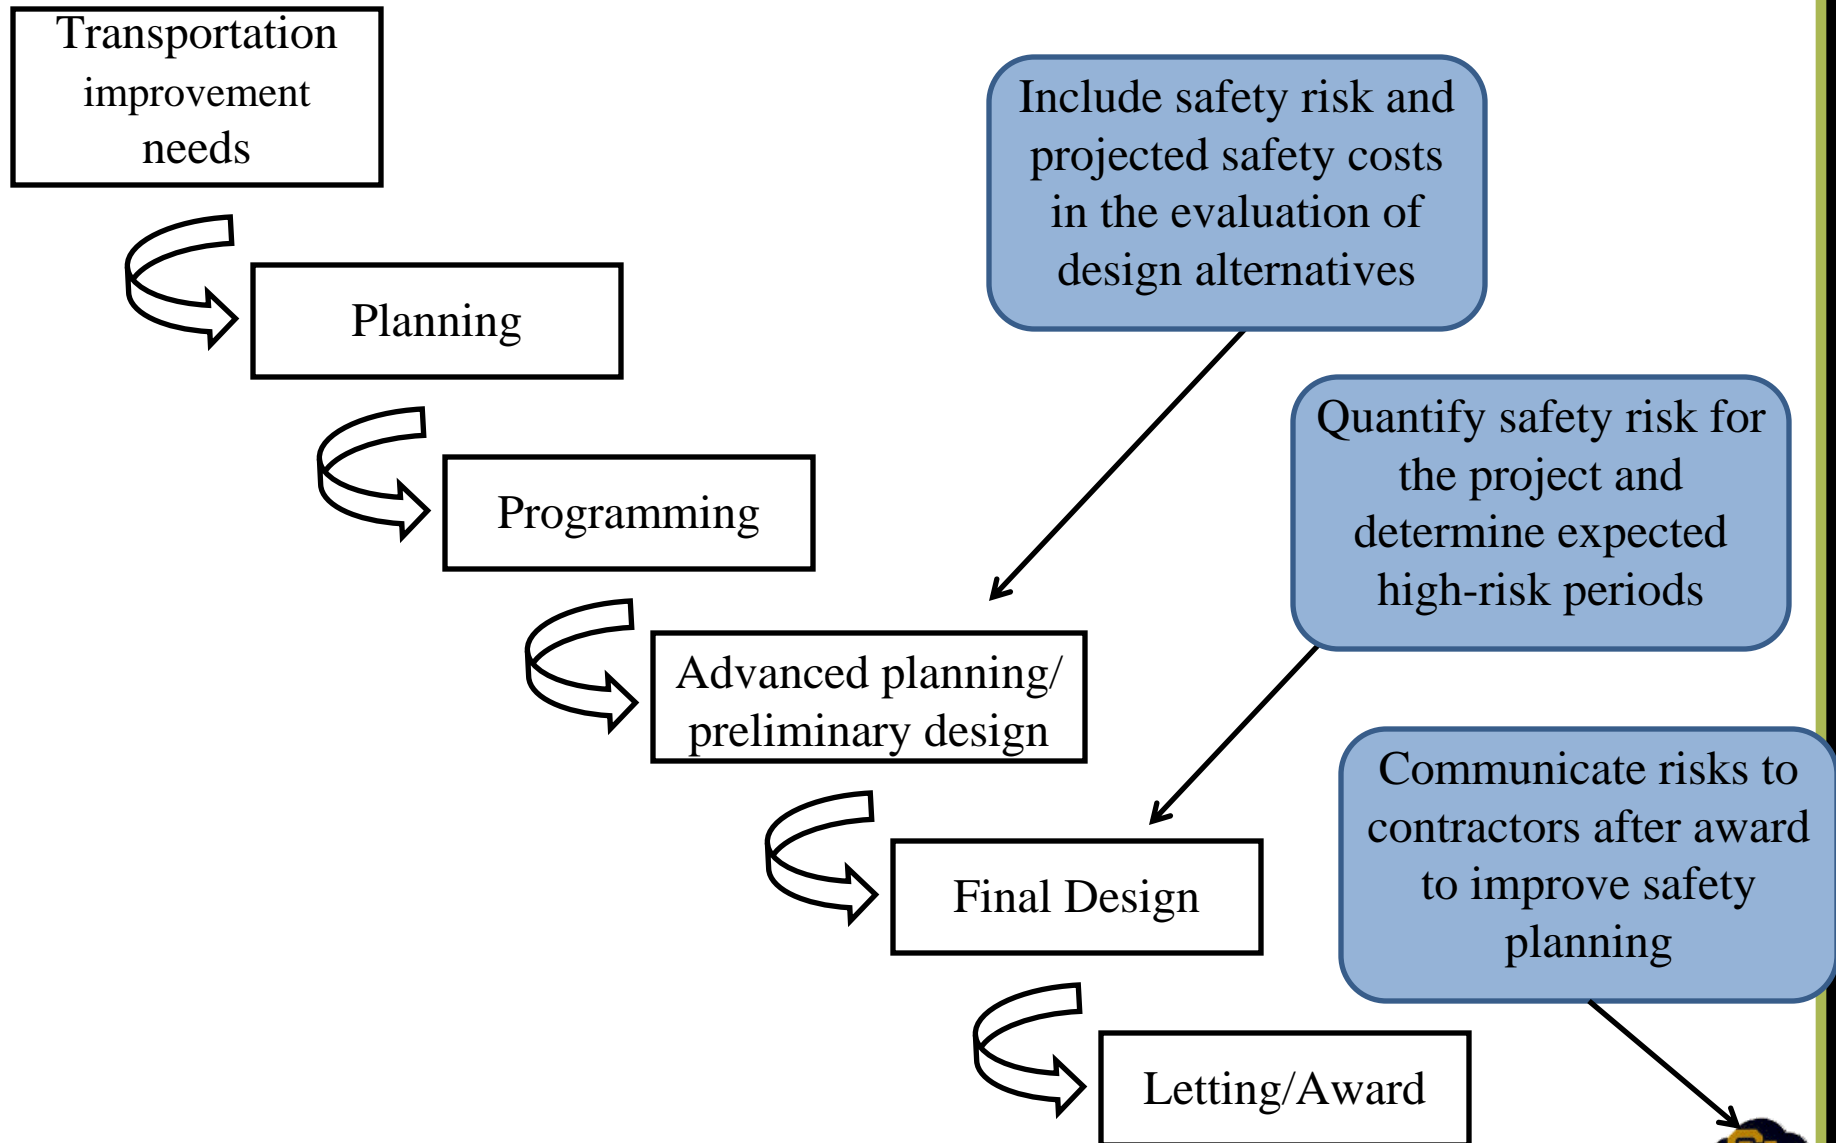 Transportation
improvement
needs
Include safety risk and
projected safety costs
in the evaluation of
design alternatives
Planning
Quantify safety risk for
the project and
determine expected
high-risk periods
Programming
Advanced planning/
preliminary design
Communicate risks to
contractors after award
to improve safety
planning
Final Design
Letting/Award